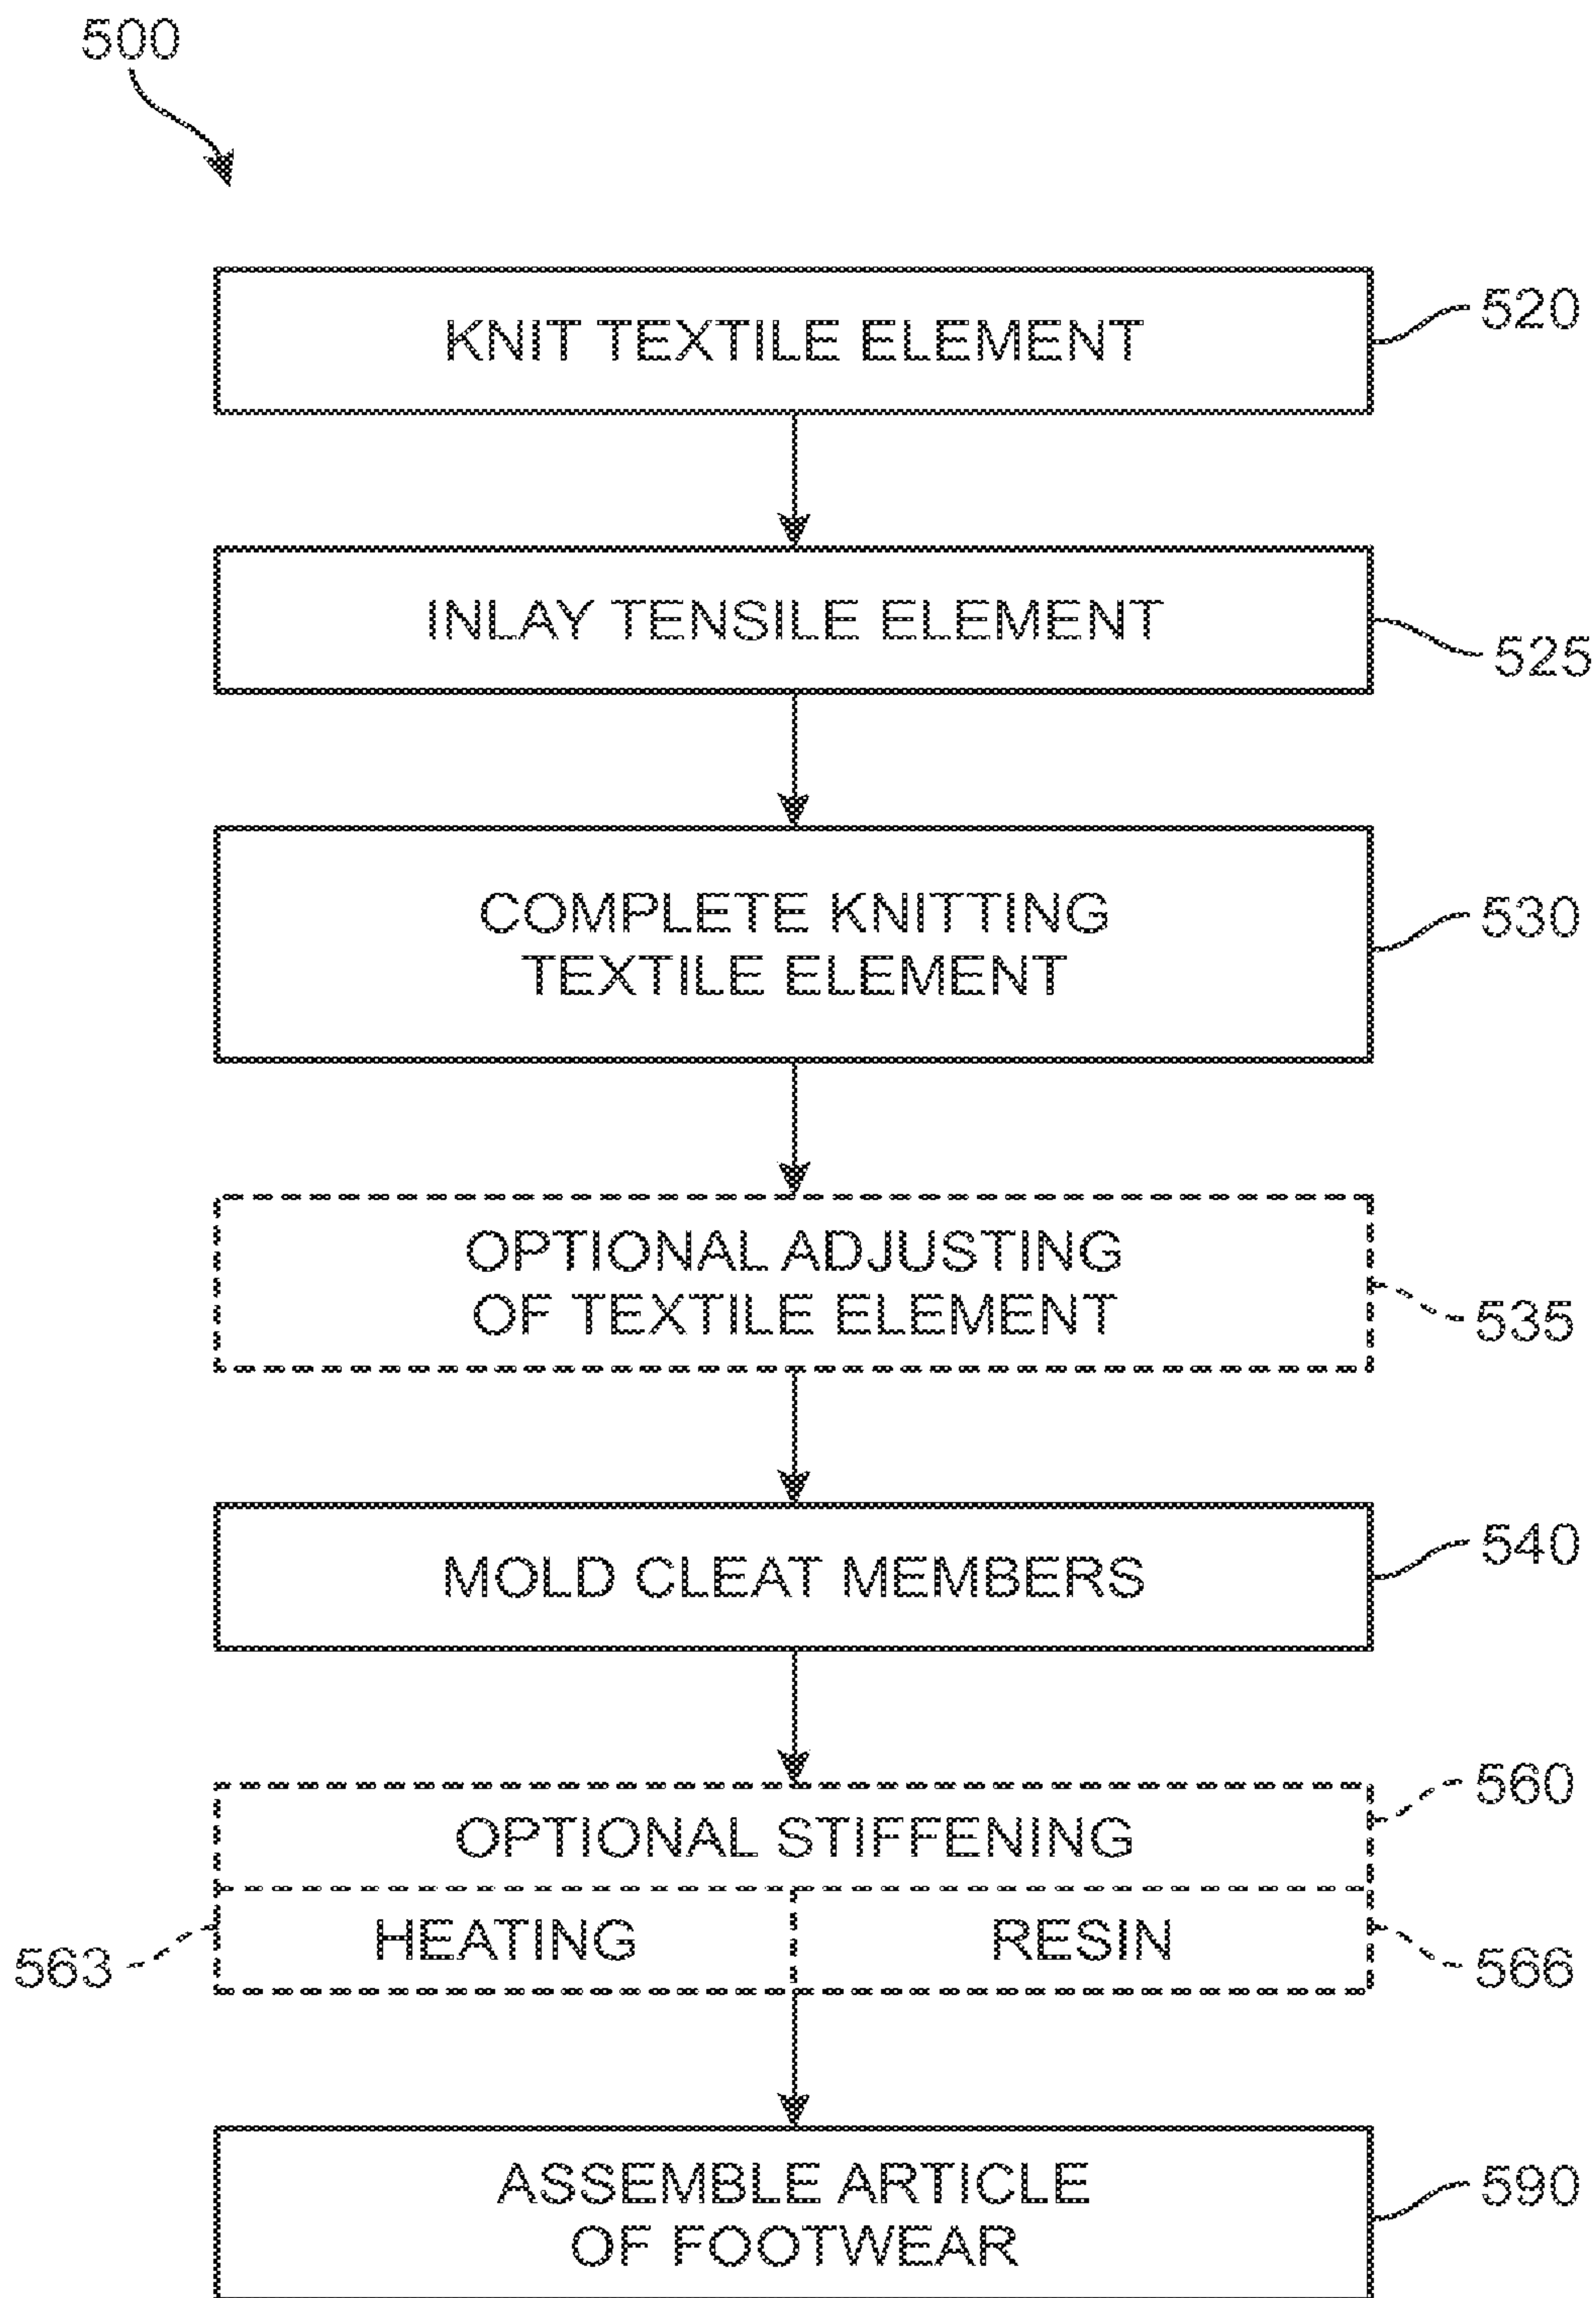 500
KNIT TEXTILE ELEMENT
520
INLAY TENSILE ELEMENT
525
COMPLETE KNITTING
TEXTILE ELEMENT
530
OPTIONAL ADJUSTING
OF TEXTILE ELEMENT
535
MOLD CLEAT MEMBERS
540
OPTIONAL STIFFENING
560
563
HEATING
RESIN
566
ASSEMBLE ARTICLE
OF FOOTWEAR
590